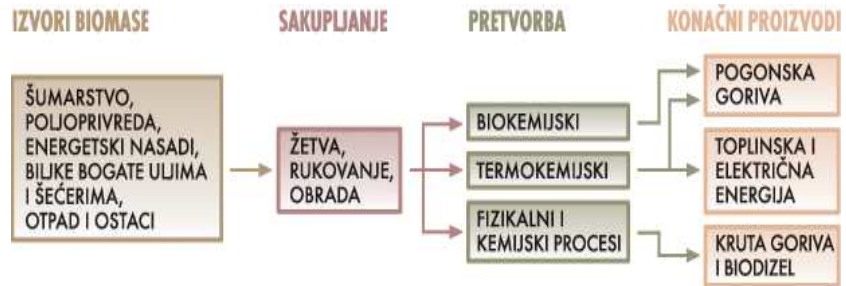 IZVORI BIOMASE
SAKUPLJANJE
PRETVORBA
KONAČNI PROIZVODI
ŠUMARSTVO,
POLJOPRIVREDA,
ENERGETSKI NASADI,
BILJKE BOGATE ULJIMA
I ŠEĆERIMA,
OTPAD I OSTACI
ŽETVA,
RUKOVANJE,
OBRADA
BIOKEMIJSKI
TERMOKEMIJSKI
FIZIKALNI I
KEMIJSKI PROCESI
POGONSKA
GORIVA
TOPLINSKA I
ELEKTRIČNA
ENERGIJA
KRUTA GORIVA
I BIODIZEL